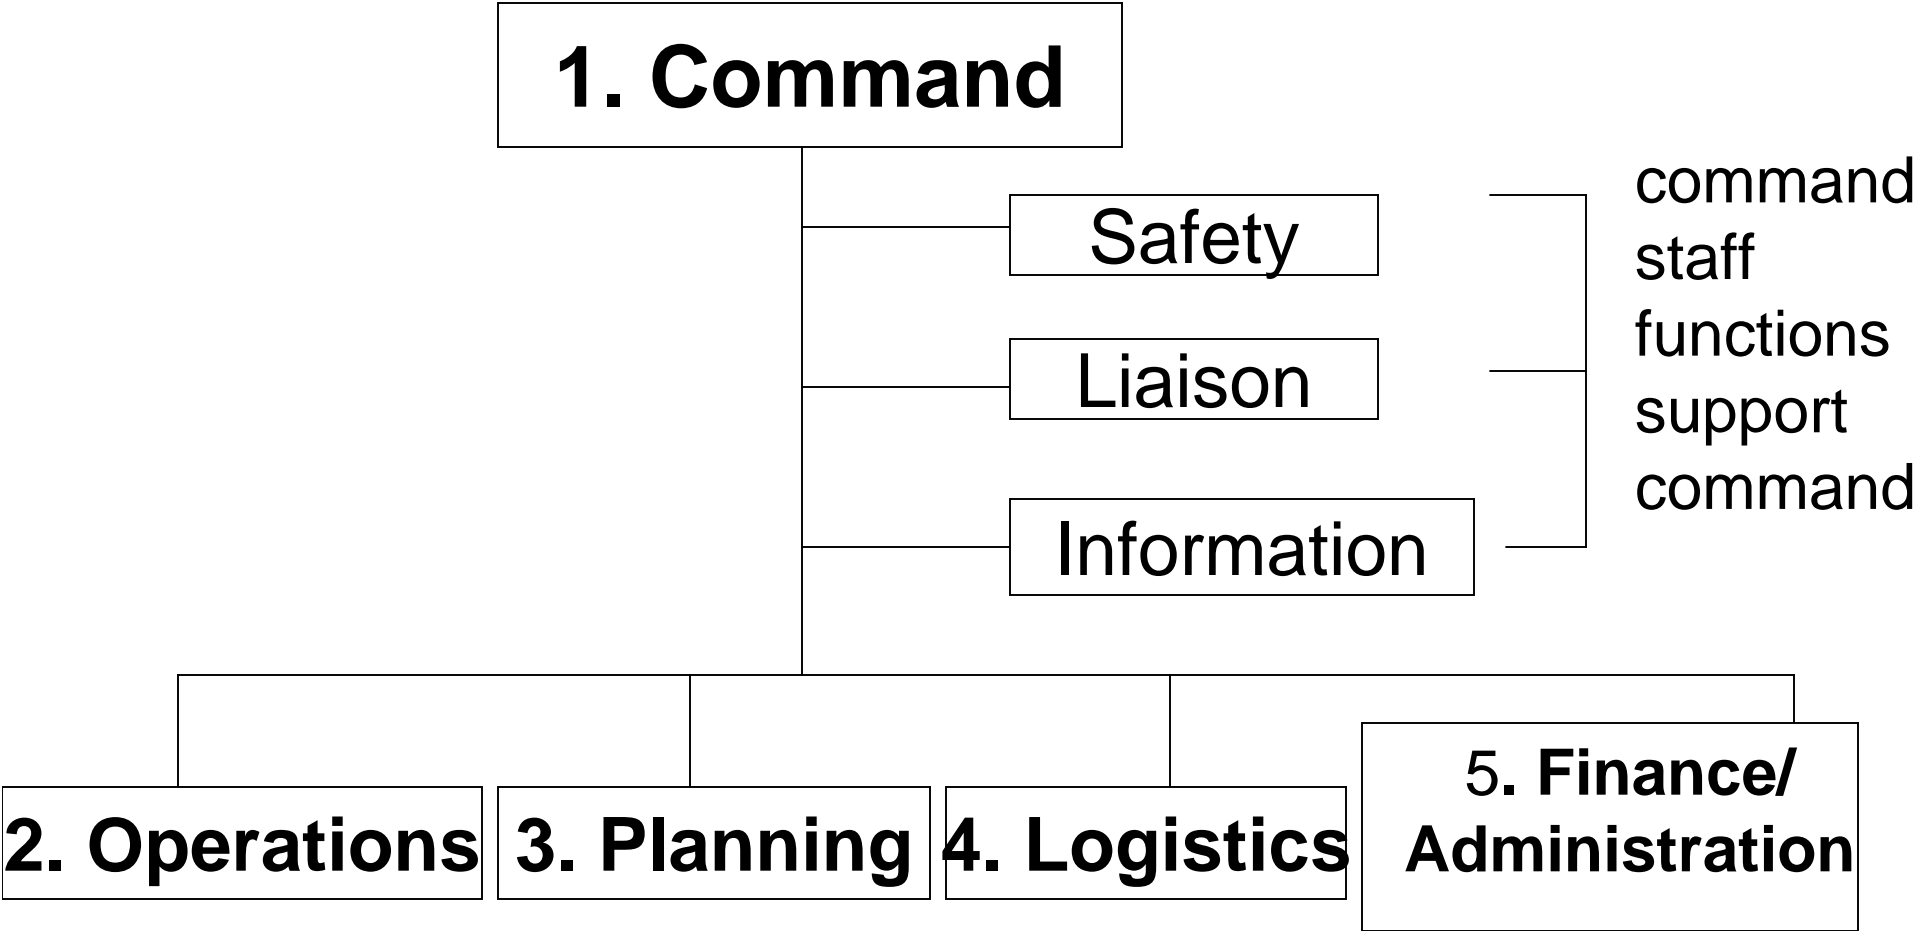 1. Command
Safety
Liaison
Information
command
staff
functions
support
command
2. Operations
3. Planning
4. Logistics
5. Finance/
Administration